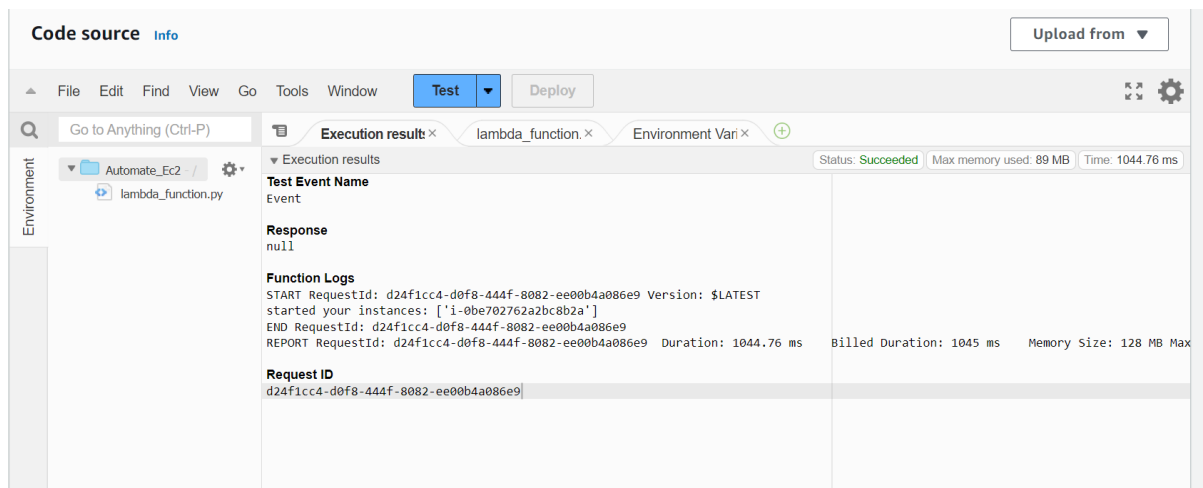 Code source Info
Upload from
File Edit Find View Go Tools Window Test Deploy
Go to Anything (Ctrl-P)
Execution results
lambda_function.
Environment Vari
Environment
Automate_Ec2 - /
lambda_function.py
Execution results
Status: Succeeded
Max memory used: 89 MB
Time: 1044.76 ms
Test Event Name
Event
Response
null
Function Logs
START RequestId: d24f1cc4-d0f8-444f-8082-ee00b4a086e9 Version: $LATEST
started your instances: ['i-0be702762a2bc8b2a']
END RequestId: d24f1cc4-d0f8-444f-8082-ee00b4a086e9
REPORT RequestId: d24f1cc4-d0f8-444f-8082-ee00b4a086e9 Duration: 1044.76 ms Billed Duration: 1045 ms Memory Size: 128 MB Max
Request ID
d24f1cc4-d0f8-444f-8082-ee00b4a086e9